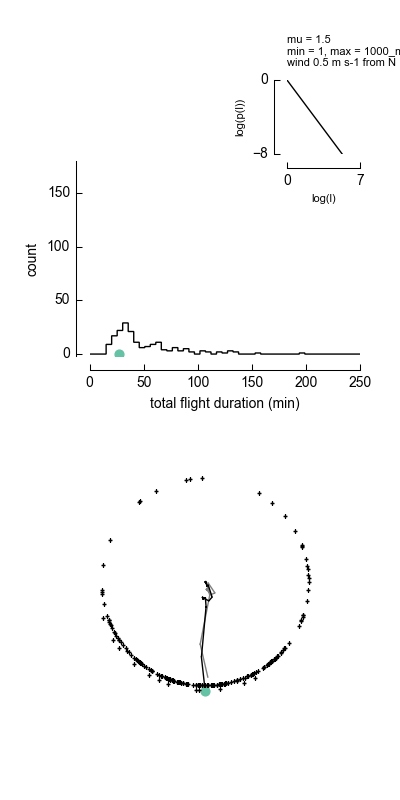 mu = 1.5
min = 1, max = 1000_m
wind 0.5 m s-1 from N
0
log(p(l))
−8
0 7
log(l)
150
100
count
50
0
0 50 100 150 200 250
total flight duration (min)